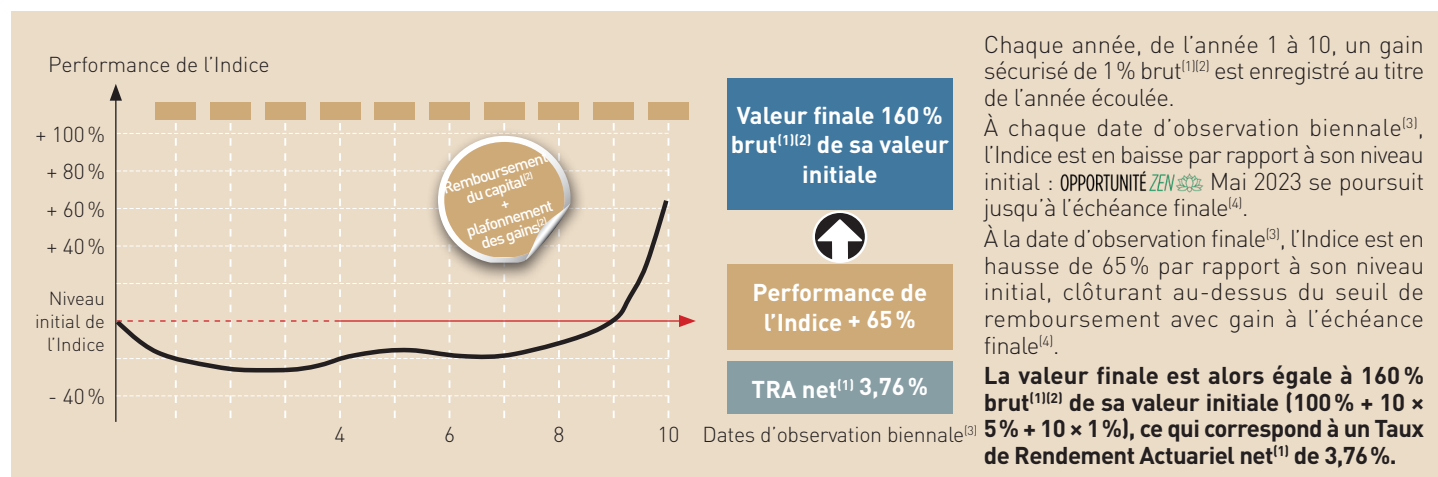 Performance de l’Indice
+ 100 %
+ 80 %
+ 60 %
+ 40 %
Niveau
initial de
l’Indice
- 40 %
4
6
8
10
Dates d’observation biennale(3)
Remboursement
du capital(2)
+
plafonnement
des gains(2)
Valeur finale 160 %
brut(1)(2) de sa valeur
initiale
Performance de
l’Indice + 65 %
TRA net(1) 3,76 %
Chaque année, de l’année 1 à 10, un gain
sécurisé de 1 % brut(1)(2) est enregistré au titre
de l’année écoulée.
À chaque date d’observation biennale(3),
l’Indice est en baisse par rapport à son niveau
initial : OPPORTUNITÉ ZEN Mai 2023 se poursuit
jusqu’à l’échéance finale(4).
À la date d’observation finale(3), l’Indice est en
hausse de 65 % par rapport à son niveau
initial, clôturant au-dessus du seuil de
remboursement avec gain à l’échéance
finale(4).
La valeur finale est alors égale à 160 %
brut(1)(2) de sa valeur initiale (100 % + 10 ×
5 % + 10 × 1 %), ce qui correspond à un Taux
de Rendement Actuariel net(1) de 3,76 %.